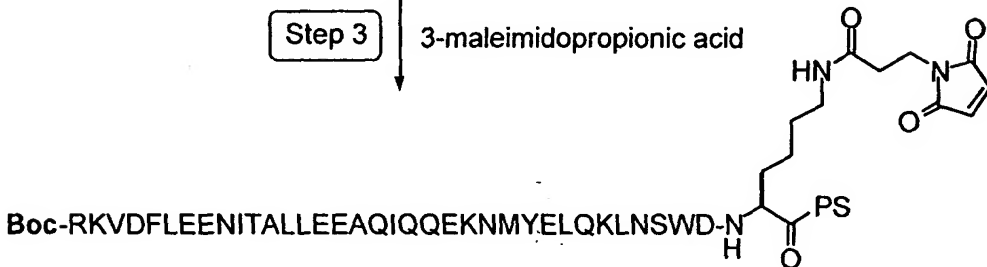 Step 3 3-maleimidopropionic acid
O
O
HN
N
O
Boc-RKVDFLEENITALLEEAQIQQEKNMYELQKLNSWD-N
H
PS
O